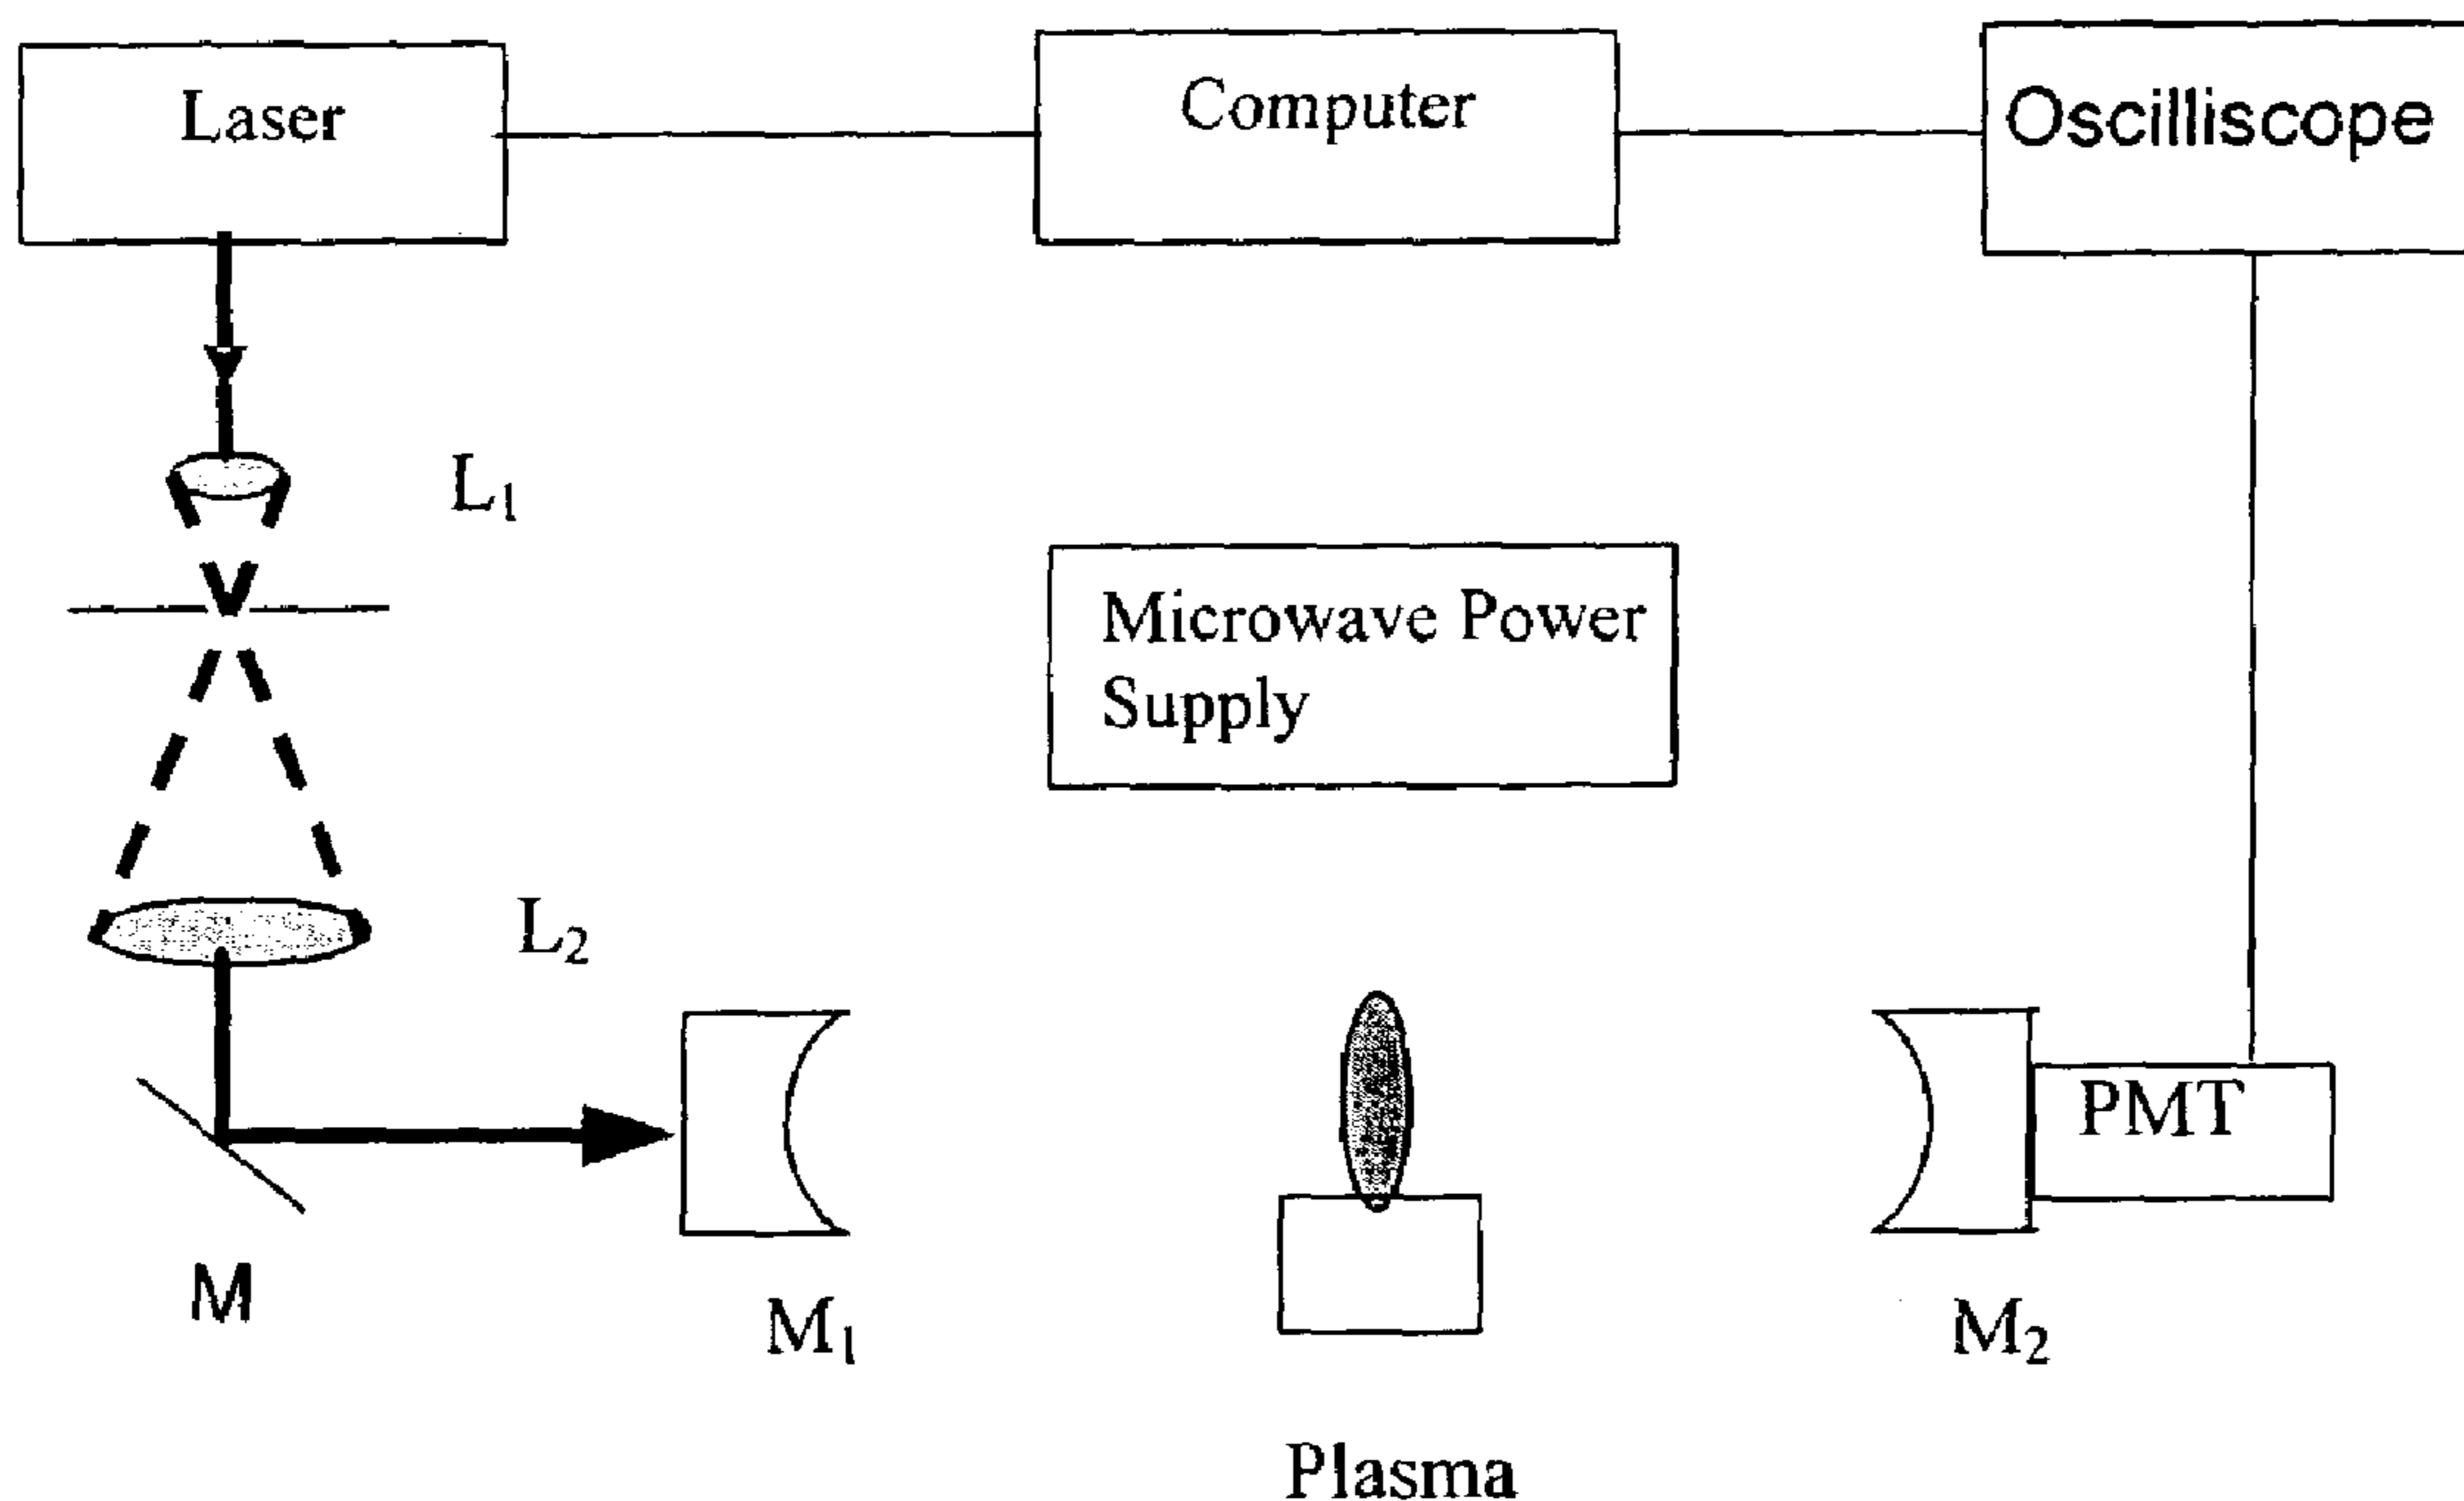 Laser
Computer
Oscilliscope
L₁
Microwave Power
Supply
L₂
PMT
M
M₁
M₂
Plasma